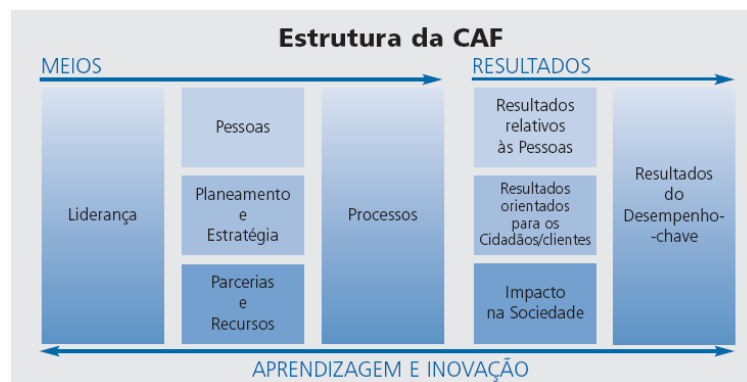 Estrutura da CAF
MEIOS
RESULTADOS
Liderança
Pessoas
Planeamento
e
Estratégia
Parcerias
e
Recursos
Processos
Resultados
relativos
às Pessoas
Resultados
orientados
para os
Cidadãos/clientes
Impacto
na Sociedade
Resultados
do
Desempenho-
-chave
APRENDIZAGEM E INOVAÇÃO